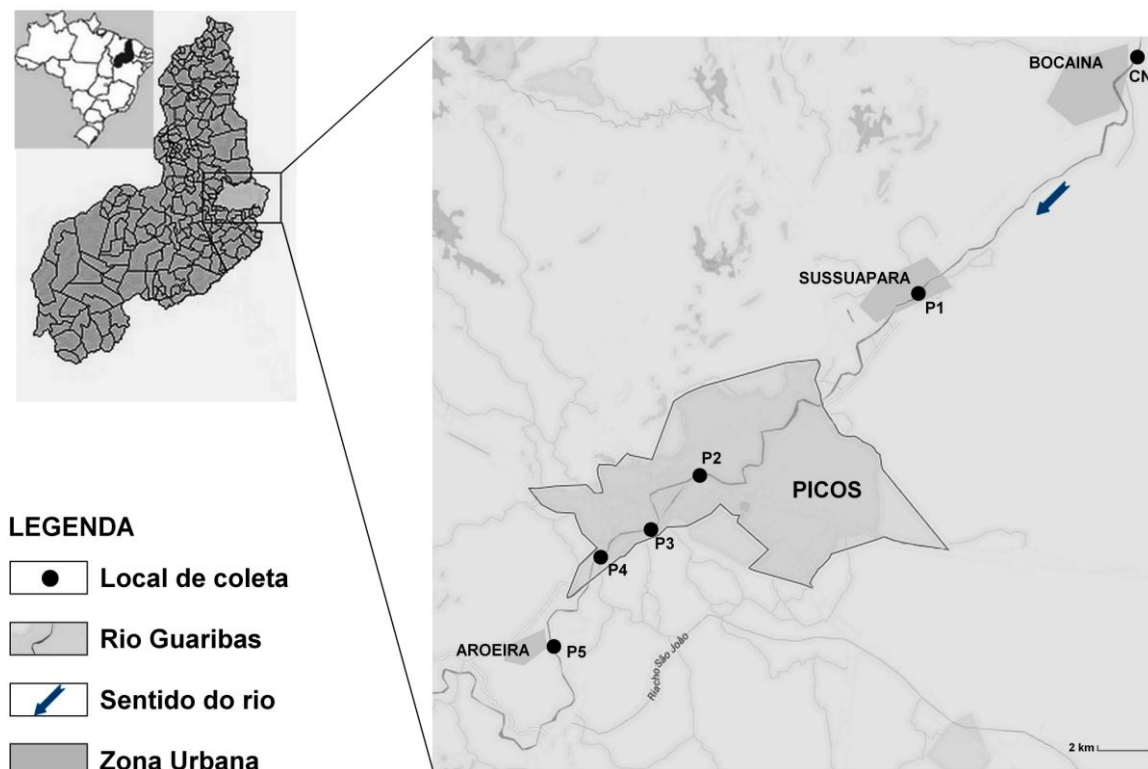 BOCAINA
CN
SUSSUAPARA
P1
P2
PICOS
P3
P4
AROEIRA
P5
Riacho São João
2 km
LEGENDA
Local de coleta
Rio Guaribas
Sentido do rio
Zona Urbana